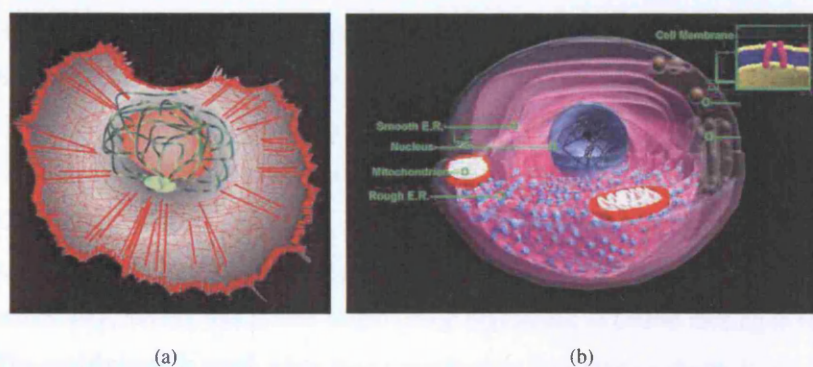 Cell Membrane
Smooth E.R.
Nucleus
Mitochondrion
Rough E.R.
(a)
(b)